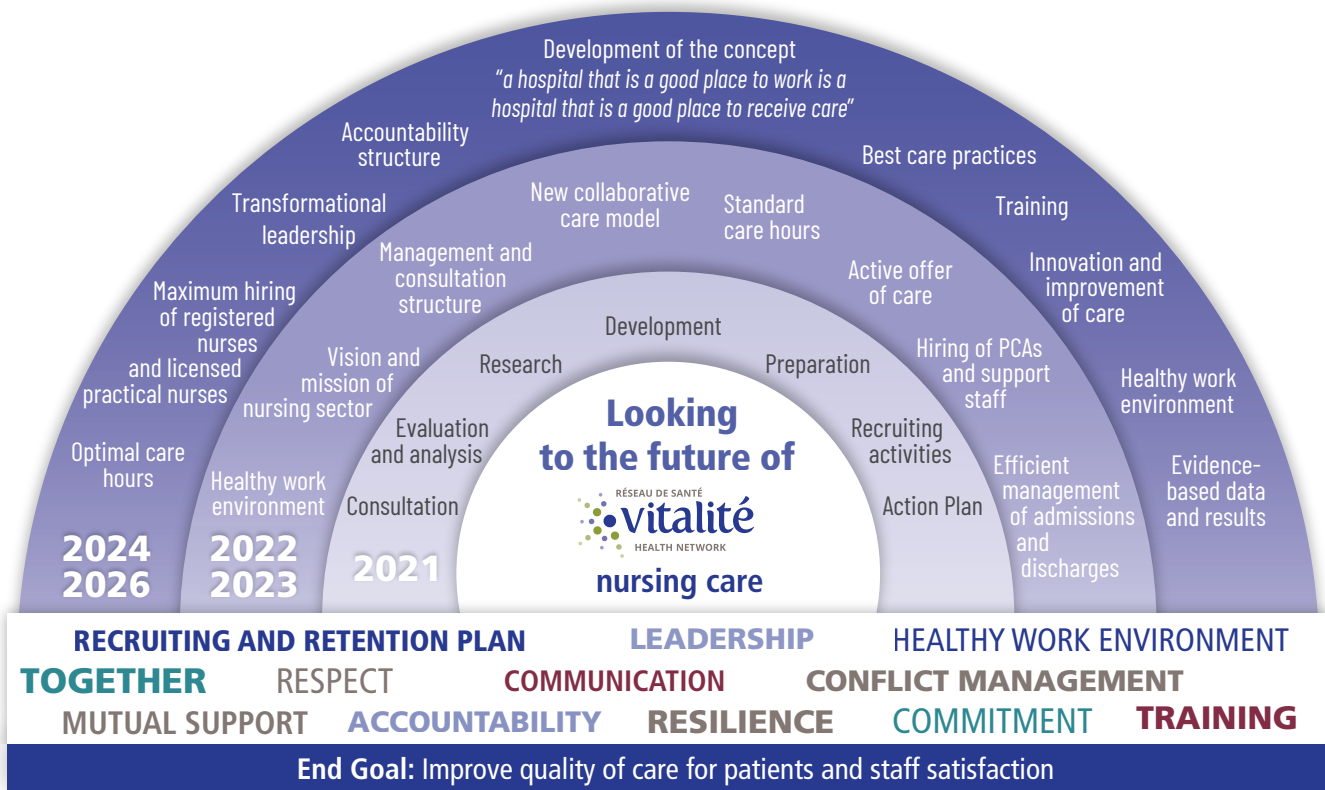 Development of the concept
“a hospital that is a good place to work is a
hospital that is a good place to receive care”
Accountability
structure
Transformational
leadership
Maximum hiring
of registered
nurses
and licensed
practical nurses
Optimal care
hours
2024
2026
Best care practices
Training
Innovation and
improvement
of care
Healthy work
environment
Evidence-
based data
and results
New collaborative
care model
Standard
care hours
Management and
consultation
structure
Active offer
of care
Vision and
mission of
nursing sector
Hiring of PCAs
and support
staff
Healthy work
environment
Efficient
management
of admissions
and
discharges
2022
2023
Development
Research
Preparation
Evaluation
and analysis
Recruiting
activities
Consultation
Action Plan
2021
Looking
to the future of
RÉSEAU DE SANTÉ
vitalité
HEALTH NETWORK
nursing care
RECRUITING AND RETENTION PLAN LEADERSHIP HEALTHY WORK ENVIRONMENT
TOGETHER RESPECT COMMUNICATION CONFLICT MANAGEMENT
MUTUAL SUPPORT ACCOUNTABILITY RESILIENCE COMMITMENT TRAINING
End Goal: Improve quality of care for patients and staff satisfaction